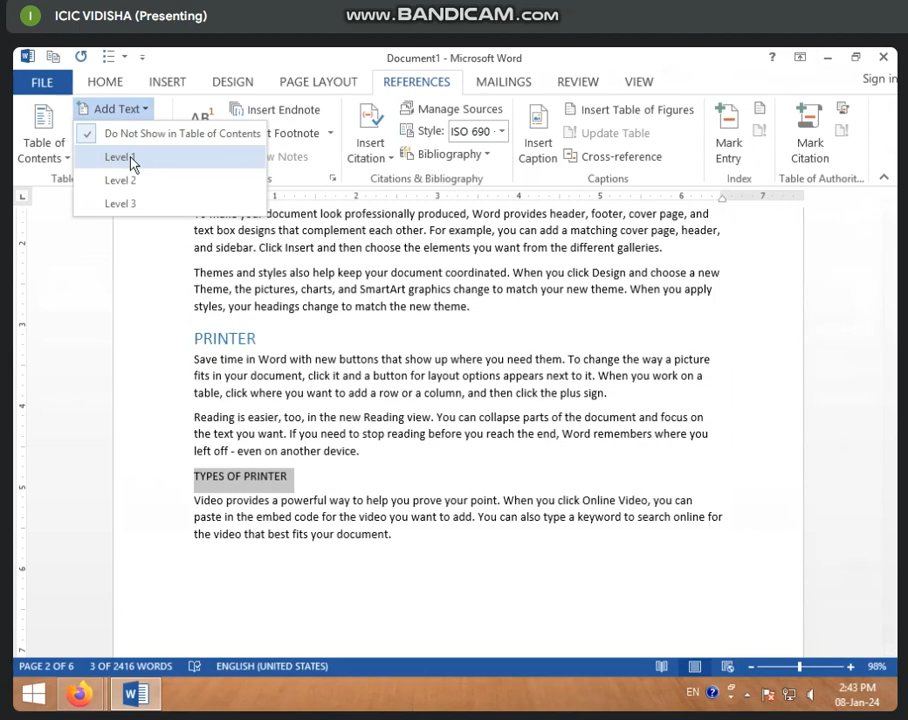 I ICIC VIDISHA (Presenting)
www.BANDICAM.com
Document1 - Microsoft Word
FILE HOME INSERT DESIGN PAGE LAYOUT REFERENCES MAILINGS REVIEW VIEW Sign in
Table of
Contents
Add Text
Do Not Show in Table of Contents
Level 1
Level 2
Level 3
AB1
Insert Endnote
t Footnote
w Notes
Insert
Citation
Manage Sources
Style: ISO 690
Bibliography
Citations & Bibliography
Insert
Caption
Insert Table of Figures
Update Table
Cross-reference
Captions
Mark
Entry
Index
Mark
Citation
Table of Authorit...
Tabl
1 2 3 4 5 6 7
To make your document look professionally produced, Word provides header, footer, cover page, and
text box designs that complement each other. For example, you can add a matching cover page, header,
and sidebar. Click Insert and then choose the elements you want from the different galleries.
Themes and styles also help keep your document coordinated. When you click Design and choose a new
Theme, the pictures, charts, and SmartArt graphics change to match your new theme. When you apply
styles, your headings change to match the new theme.
PRINTER
Save time in Word with new buttons that show up where you need them. To change the way a picture
fits in your document, click it and a button for layout options appears next to it. When you work on a
table, click where you want to add a row or a column, and then click the plus sign.
Reading is easier, too, in the new Reading view. You can collapse parts of the document and focus on
the text you want. If you need to stop reading before you reach the end, Word remembers where you
left off - even on another device.
TYPES OF PRINTER
Video provides a powerful way to help you prove your point. When you click Online Video, you can
paste in the embed code for the video you want to add. You can also type a keyword to search online for
the video that best fits your document.
2
3
4
5
6
7
PAGE 2 OF 6 3 OF 2416 WORDS ENGLISH (UNITED STATES) 98%
EN 2:43 PM
08-Jan-24